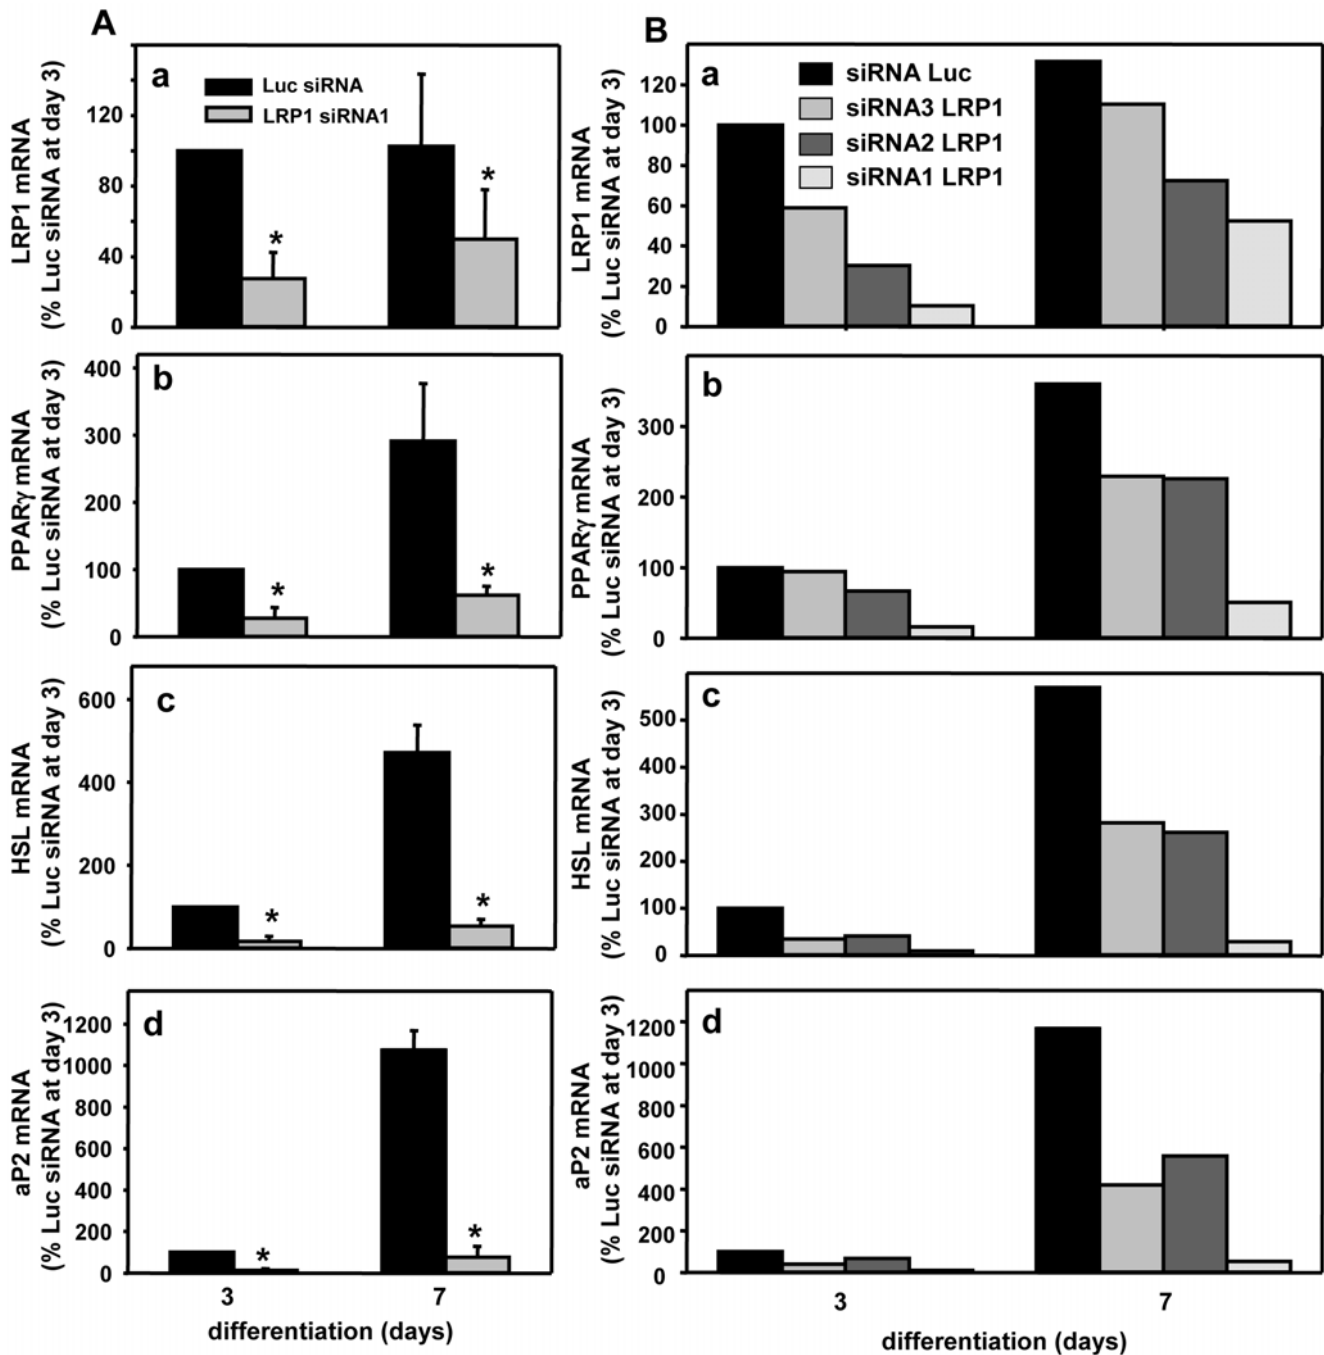 A
a
Luc siRNA
LRP1 siRNA1
LRP1 mRNA
(% Luc siRNA at day 3)
120
80
40
0
*
*
b
PPARγ mRNA
(% Luc siRNA at day 3)
400
300
200
100
0
*
*
c
HSL mRNA
(% Luc siRNA at day 3)
600
400
200
0
*
*
d
aP2 mRNA
(% Luc siRNA at day 3)
1200
1000
800
600
400
200
0
*
*
3
7
differentiation (days)
B
a
siRNA Luc
siRNA3 LRP1
siRNA2 LRP1
siRNA1 LRP1
LRP1 mRNA
(% Luc siRNA at day 3)
120
100
80
60
40
20
0
b
PPARγ mRNA
(% Luc siRNA at day 3)
300
200
100
0
c
HSL mRNA
(% Luc siRNA at day 3)
500
400
300
200
100
0
d
aP2 mRNA
(% Luc siRNA at day 3)
1200
1000
800
600
400
200
0
3
7
differentiation (days)